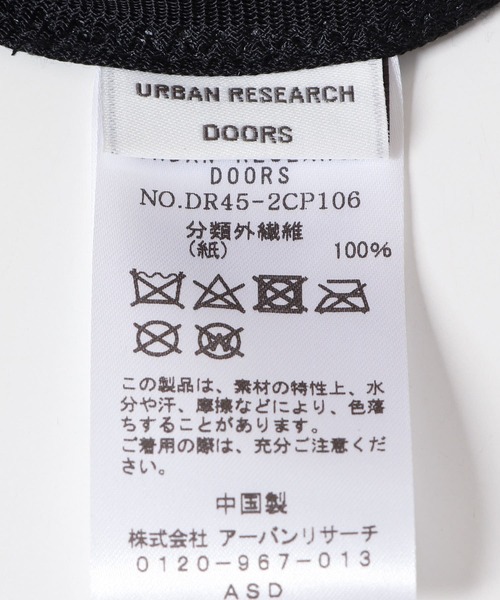 URBAN RESEARCH
DOORS
DOORS
NO.DR45-2CP106
分類外繊維
(紙) 100%
W
この製品は、素材の特性上、水
分や汗、摩擦などにより、色落
ちすることがあります。
ご着用の際は、充分ご注意くだ
さい。
中国製
株式会社 アーバンリサーチ
0120-967-013
ASD